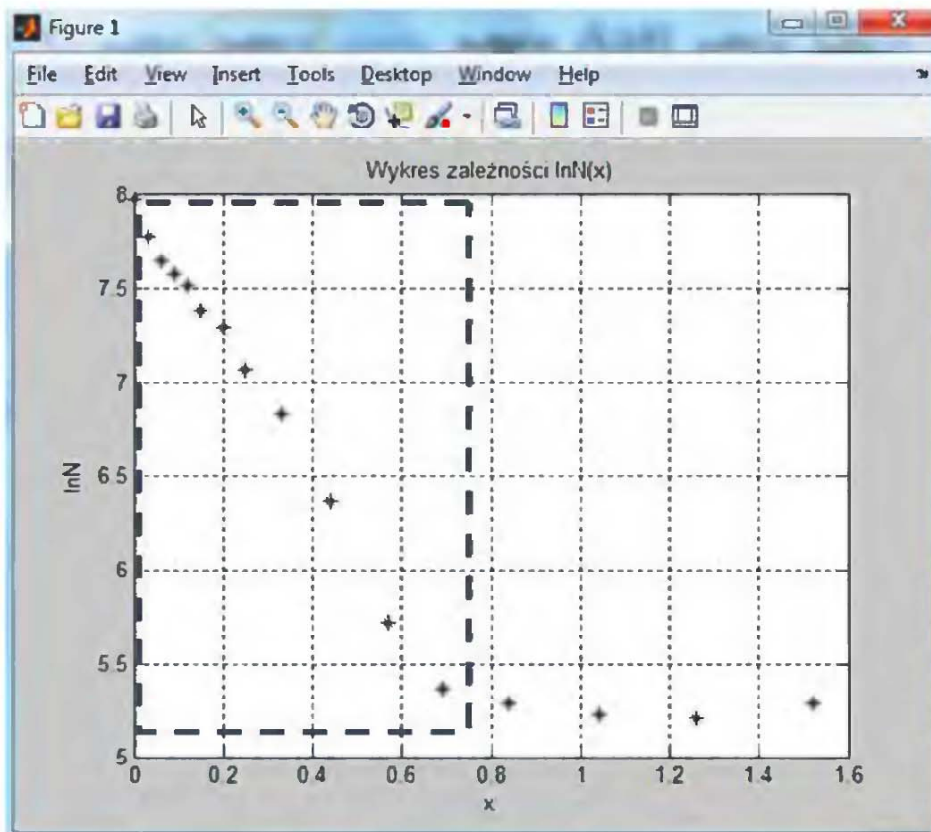 Figure 1
File Edit View Insert Tools Desktop Window Help
Wykres zależności lnN(x)
8
7.5
7
6.5
6
5.5
5
lnN
0 0.2 0.4 0.6 0.8 1 1.2 1.4 1.6
x